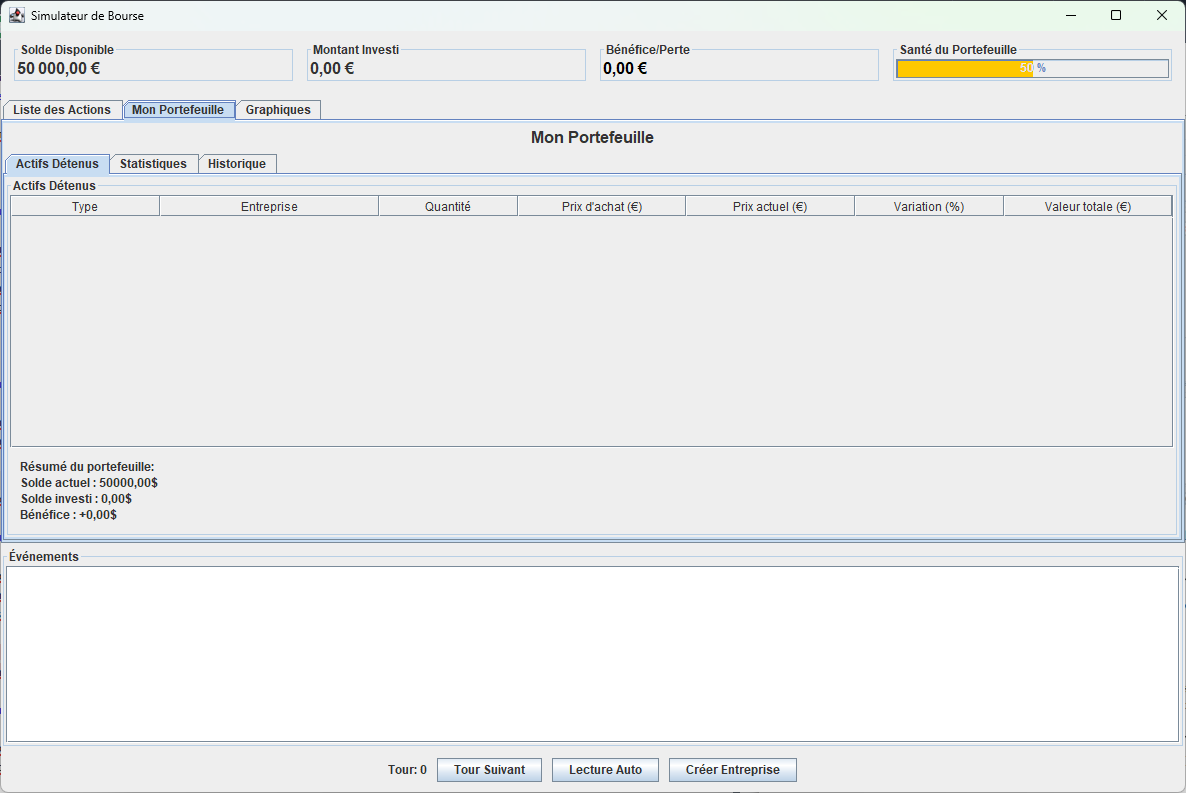 Simulateur de Bourse
Solde Disponible
50 000,00 €
Montant Investi
0,00 €
Bénéfice/Perte
0,00 €
Santé du Portefeuille
50 %
Liste des Actions
Mon Portefeuille
Graphiques
Mon Portefeuille
Actifs Détenus
Statistiques
Historique
Actifs Détenus
Type
Entreprise
Quantité
Prix d'achat (€)
Prix actuel (€)
Variation (%)
Valeur totale (€)
Résumé du portefeuille:
Solde actuel : 50000,00$
Solde investi : 0,00$
Bénéfice : +0,00$
Événements
Tour: 0
Tour Suivant
Lecture Auto
Créer Entreprise